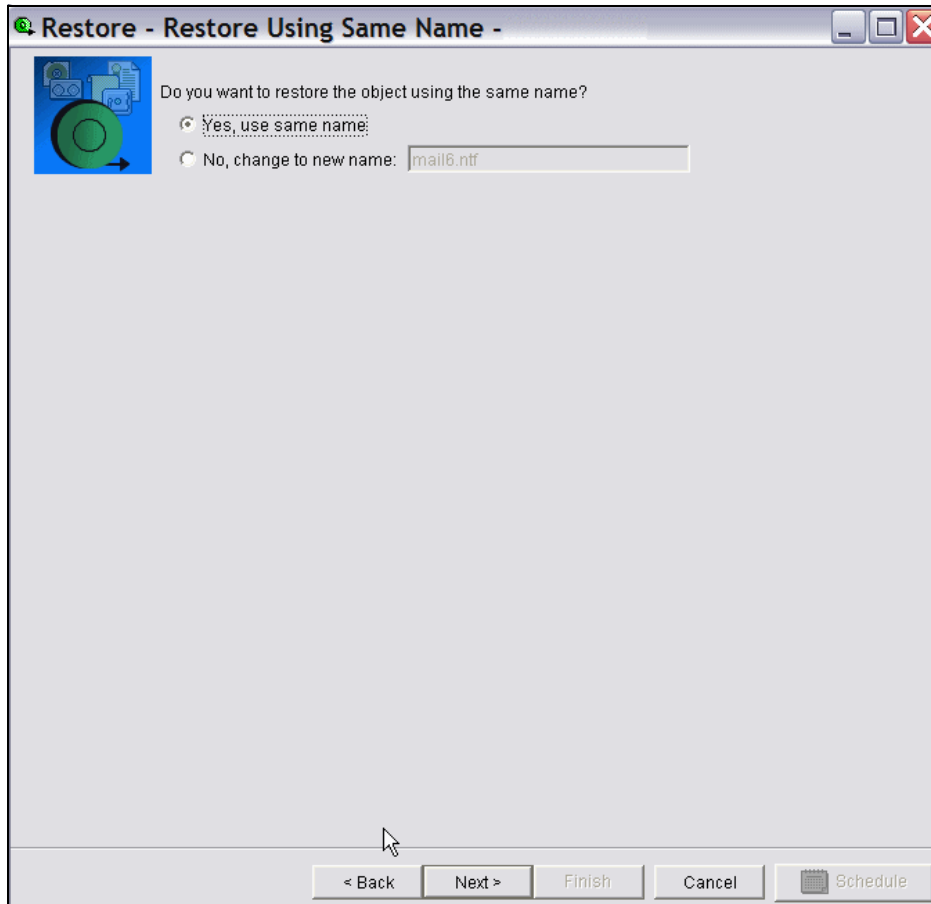 Restore - Restore Using Same Name -
Do you want to restore the object using the same name?
Yes, use same name
No, change to new name: mail6.ntf
< Back Next > Finish Cancel Schedule